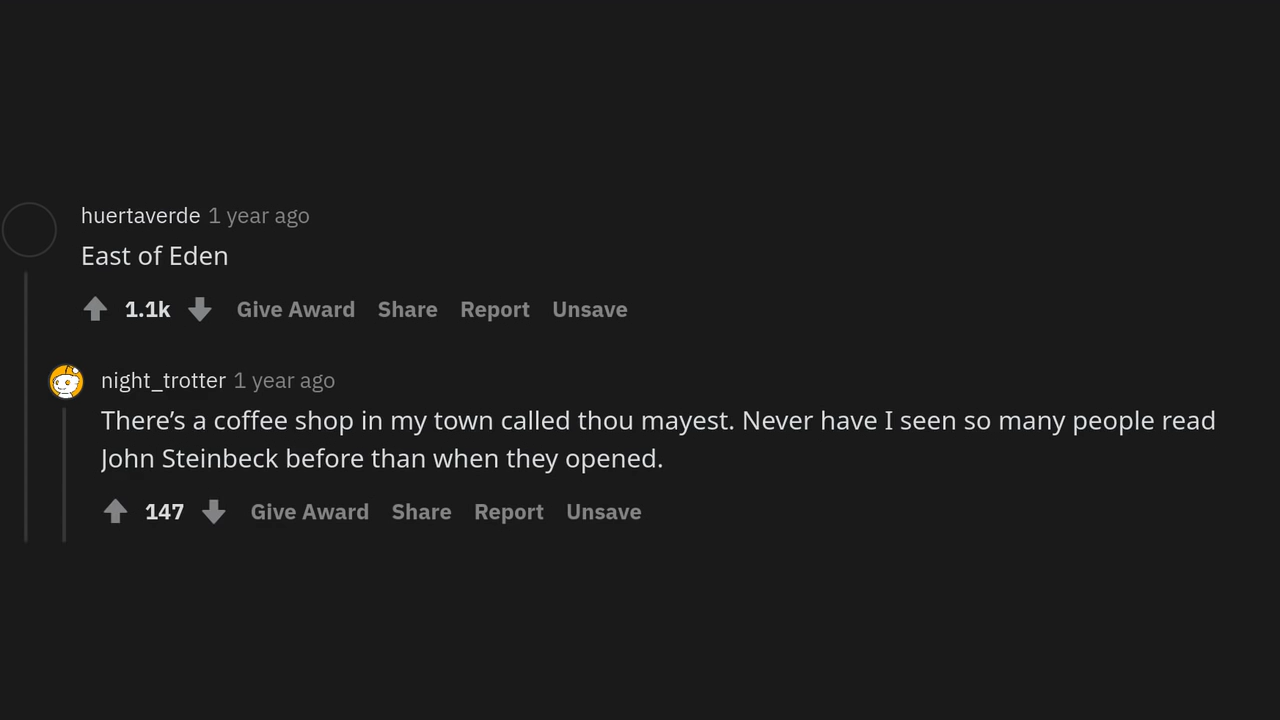 huertaverde 1 year ago
East of Eden
1.1k Give Award Share Report Unsave
night_trotter 1 year ago
There’s a coffee shop in my town called thou mayest. Never have I seen so many people read
John Steinbeck before than when they opened.
147 Give Award Share Report Unsave